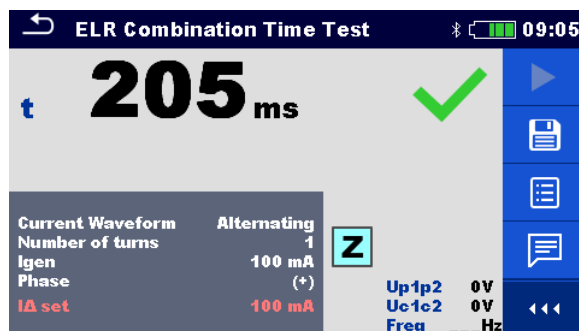 ELR Combination Time Test 09:05
t 205 ms
Current Waveform Alternating
Number of turns 1
Igen 100 mA
Phase (+)
IΔ set 100 mA
Z
Up1p2 0V
Uc1c2 0V
Freq ___Hz